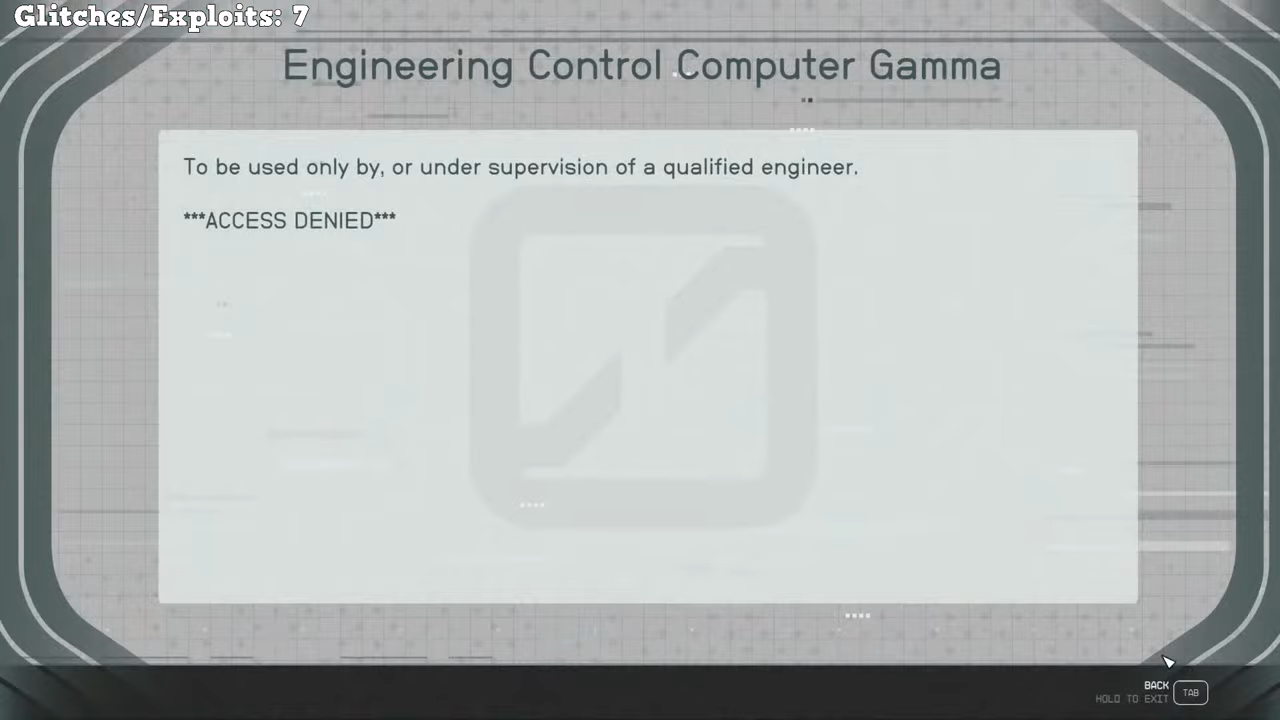 Glitches/Exploits: 7
Engineering Control Computer Gamma
To be used only by, or under supervision of a qualified engineer.
***ACCESS DENIED***
BACK
HOLD TO EXIT
TAB